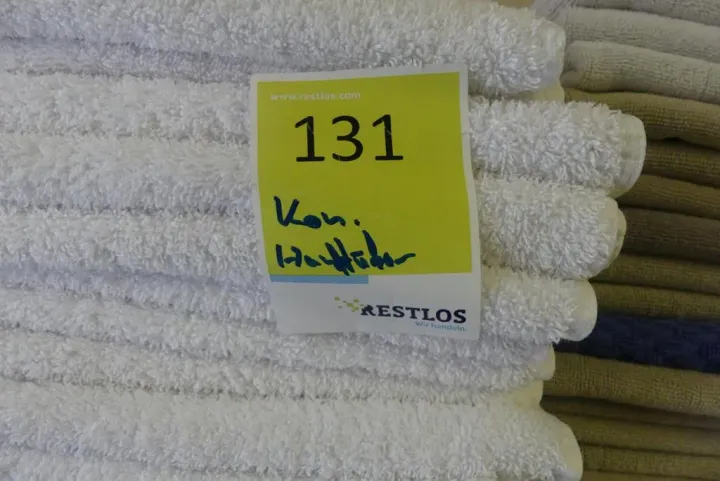 www.restlos.com
131
Kon.
RESTLOS
Wir handeln.